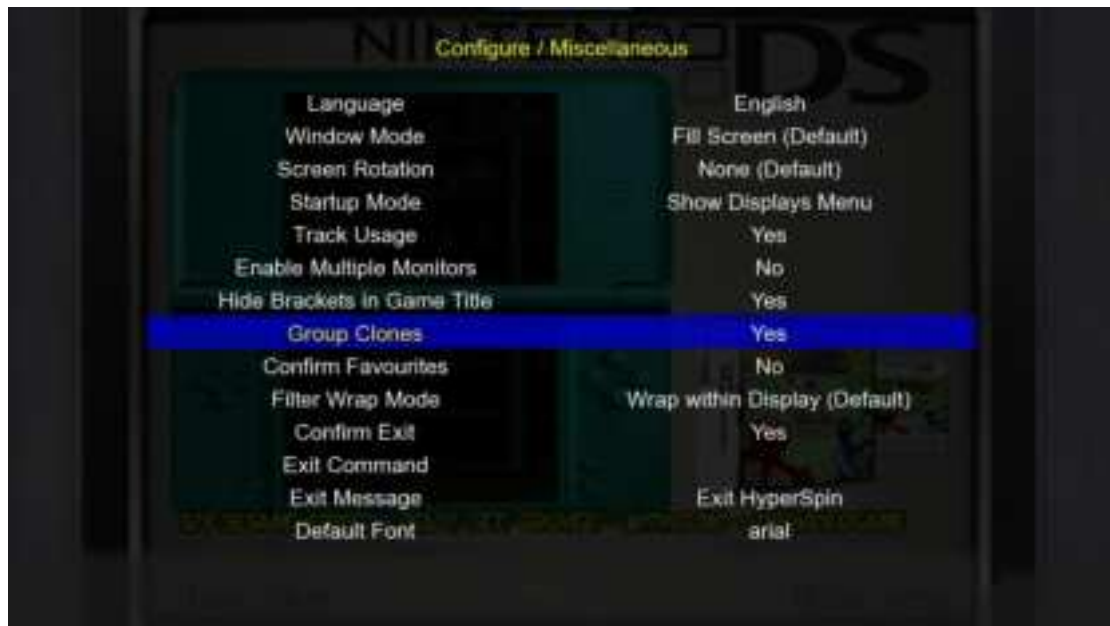 NINTENDO DS
Configure / Miscellaneous
Language English
Window Mode Fill Screen (Default)
Screen Rotation None (Default)
Startup Mode Show Displays Menu
Track Usage Yes
Enable Multiple Monitors No
Hide Brackets in Game Title Yes
Group Clones Yes
Confirm Favourites No
Filter Wrap Mode Wrap within Display (Default)
Confirm Exit Yes
Exit Command
Exit Message Exit HyperSpin
Default Font arial